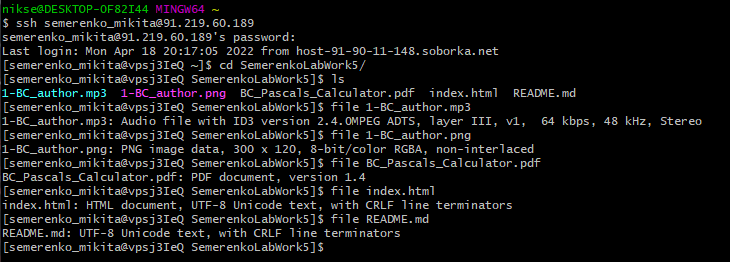 nikse@DESKTOP-0F82I44 MINGW64 ~
$ ssh semerenko_mikita@91.219.60.189
semerenko_mikita@91.219.60.189's password:
Last login: Mon Apr 18 20:17:05 2022 from host-91-90-11-148.soborka.net
[semerenko_mikita@vpsj3IeQ ~]$ cd SemerenkoLabWork5/
[semerenko_mikita@vpsj3IeQ SemerenkoLabWork5]$ ls
1-BC_author.mp3  1-BC_author.png  BC_Pascals_Calculator.pdf  index.html  README.md
[semerenko_mikita@vpsj3IeQ SemerenkoLabWork5]$ file 1-BC_author.mp3
1-BC_author.mp3: Audio file with ID3 version 2.4.0MPEG ADTS, layer III, v1,  64 kbps, 48 kHz, Stereo
[semerenko_mikita@vpsj3IeQ SemerenkoLabWork5]$ file 1-BC_author.png
1-BC_author.png: PNG image data, 300 x 120, 8-bit/color RGBA, non-interlaced
[semerenko_mikita@vpsj3IeQ SemerenkoLabWork5]$ file BC_Pascals_Calculator.pdf
BC_Pascals_Calculator.pdf: PDF document, version 1.4
[semerenko_mikita@vpsj3IeQ SemerenkoLabWork5]$ file index.html
index.html: HTML document, UTF-8 Unicode text, with CRLF line terminators
[semerenko_mikita@vpsj3IeQ SemerenkoLabWork5]$ file README.md
README.md: UTF-8 Unicode text, with CRLF line terminators
[semerenko_mikita@vpsj3IeQ SemerenkoLabWork5]$